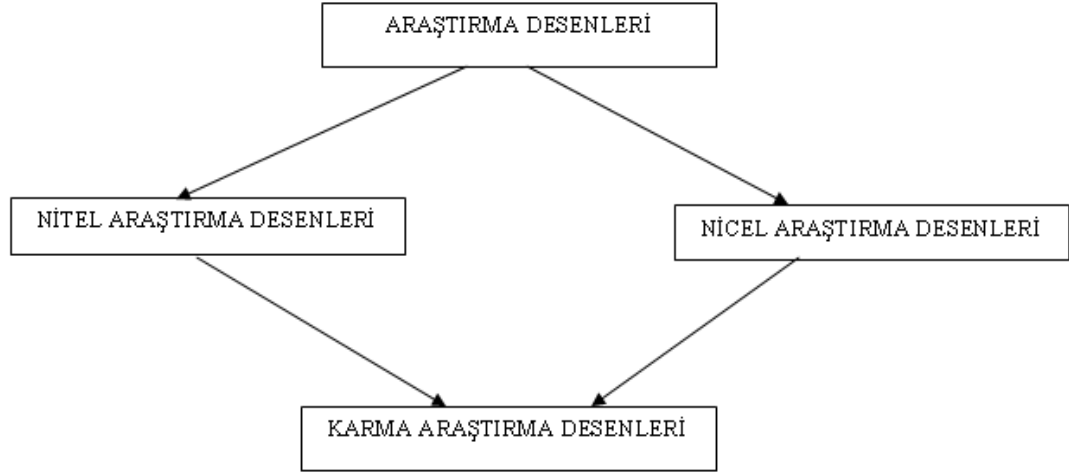 ARAŞTIRMA DESENLERİ
NİTEL ARAŞTIRMA DESENLERİ
NİCEL ARAŞTIRMA DESENLERİ
KARMA ARAŞTIRMA DESENLERİ